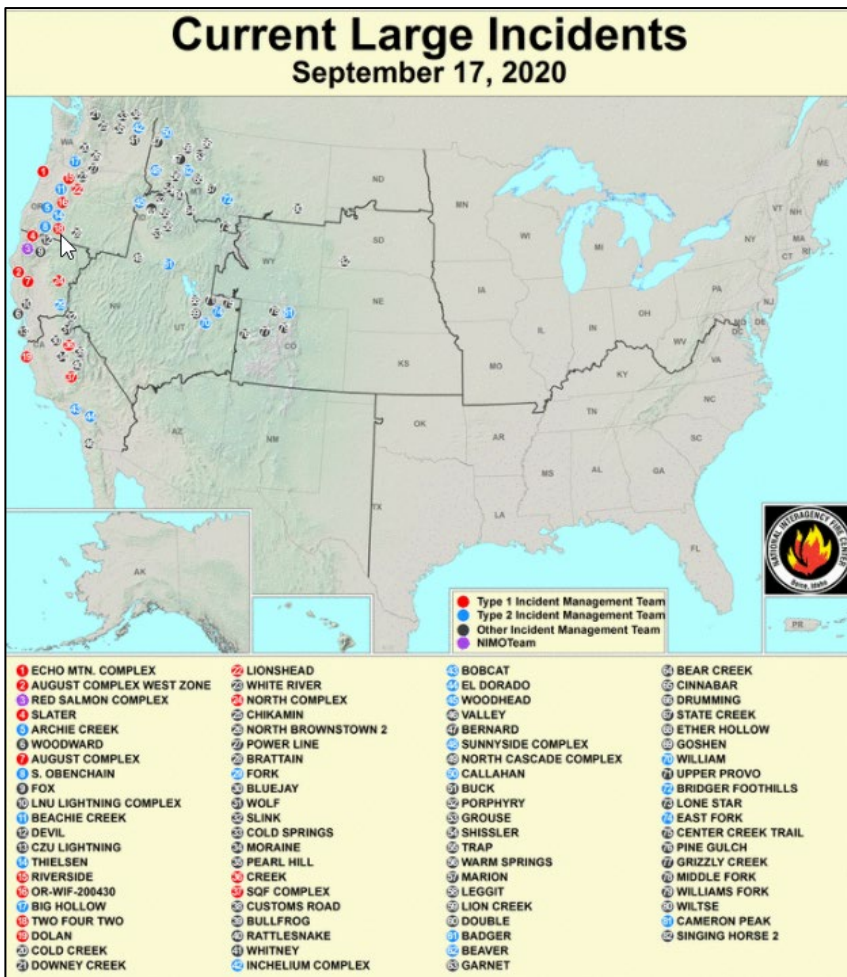 Current Large Incidents
September 17, 2020
WA
OR
CA
NV
UT
AZ
MT
WY
CO
NM
ND
SD
NE
KS
OK
TX
MN
IA
MO
AR
LA
IL
IN
MI
OH
KY
TN
MS
AL
GA
FL
SC
NC
VA
WV
PA
NY
ME
VT
NH
MA
CT
RI
NJ
DE
MD
DC
AK
PR
NATIONAL INTERAGENCY FIRE CENTER
Boise, Idaho
Type 1 Incident Management Team
Type 2 Incident Management Team
Other Incident Management Team
NIMOTeam
1 ECHO MTN. COMPLEX
2 AUGUST COMPLEX WEST ZONE
3 RED SALMON COMPLEX
4 SLATER
5 ARCHIE CREEK
6 WOODWARD
7 AUGUST COMPLEX
8 S. OBENCHAIN
9 FOX
10 LNU LIGHTNING COMPLEX
11 BEACHIE CREEK
12 DEVIL
13 CZU LIGHTNING
14 THIELSEN
15 RIVERSIDE
16 OR-WIF-200430
17 BIG HOLLOW
18 TWO FOUR TWO
19 DOLAN
20 COLD CREEK
21 DOWNEY CREEK
22 LIONSHEAD
23 WHITE RIVER
24 NORTH COMPLEX
25 CHIKAMIN
26 NORTH BROWNSTOWN 2
27 POWER LINE
28 BRATTAIN
29 FORK
30 BLUEJAY
31 WOLF
32 SLINK
33 COLD SPRINGS
34 MORAINE
35 PEARL HILL
36 CREEK
37 SQF COMPLEX
38 CUSTOMS ROAD
39 BULLFROG
40 RATTLESNAKE
41 WHITNEY
42 INCHELIUM COMPLEX
43 BOBCAT
44 EL DORADO
45 WOODHEAD
46 VALLEY
47 BERNARD
48 SUNNYSIDE COMPLEX
49 NORTH CASCADE COMPLEX
50 CALLAHAN
51 BUCK
52 PORPHYRY
53 GROUSE
54 SHISSLER
55 TRAP
56 WARM SPRINGS
57 MARION
58 LEGGIT
59 LION CREEK
60 DOUBLE
61 BADGER
62 BEAVER
63 GARNET
64 BEAR CREEK
65 CINNABAR
66 DRUMMING
67 STATE CREEK
68 ETHER HOLLOW
69 GOSHEN
70 WILLIAM
71 UPPER PROVO
72 BRIDGER FOOTHILLS
73 LONE STAR
74 EAST FORK
75 CENTER CREEK TRAIL
76 PINE GULCH
77 GRIZZLY CREEK
78 MIDDLE FORK
79 WILLIAMS FORK
80 WILTSE
81 CAMERON PEAK
82 SINGING HORSE 2